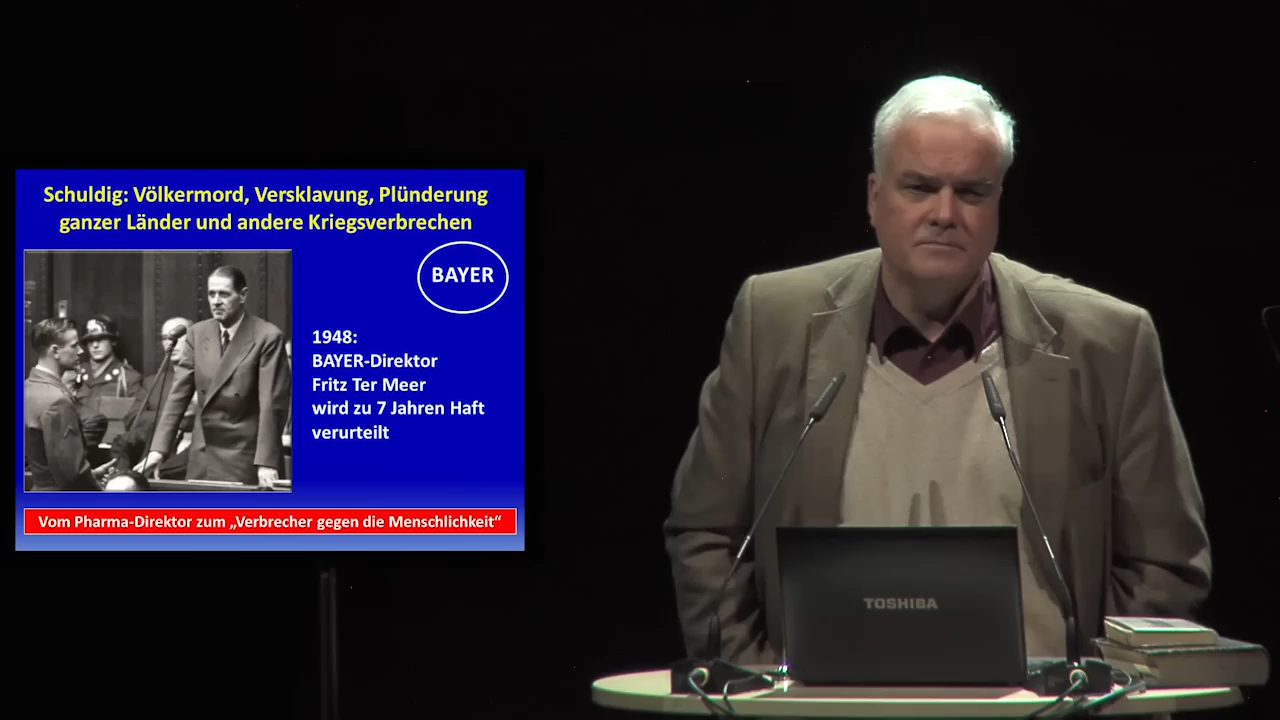 Schuldig: Völkermord, Versklavung, Plünderung
ganzer Länder und andere Kriegsverbrechen
BAYER
1948:
BAYER-Direktor
Fritz Ter Meer
wird zu 7 Jahren Haft
verurteilt
Vom Pharma-Direktor zum „Verbrecher gegen die Menschlichkeit“
TOSHIBA